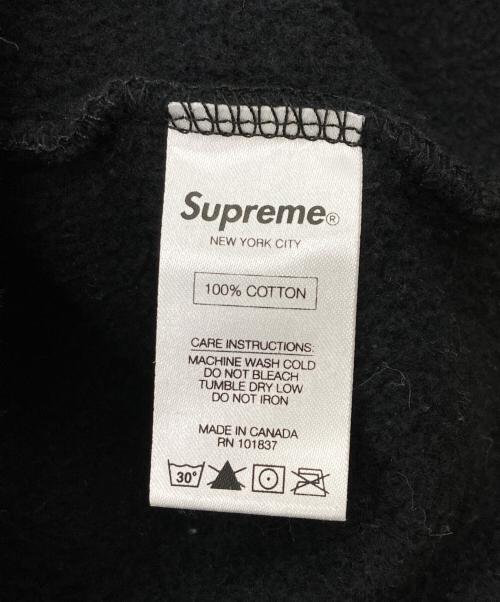 Supreme®
NEW YORK CITY
100% COTTON
CARE INSTRUCTIONS:
MACHINE WASH COLD
DO NOT BLEACH
TUMBLE DRY LOW
DO NOT IRON
MADE IN CANADA
RN 101837
30°